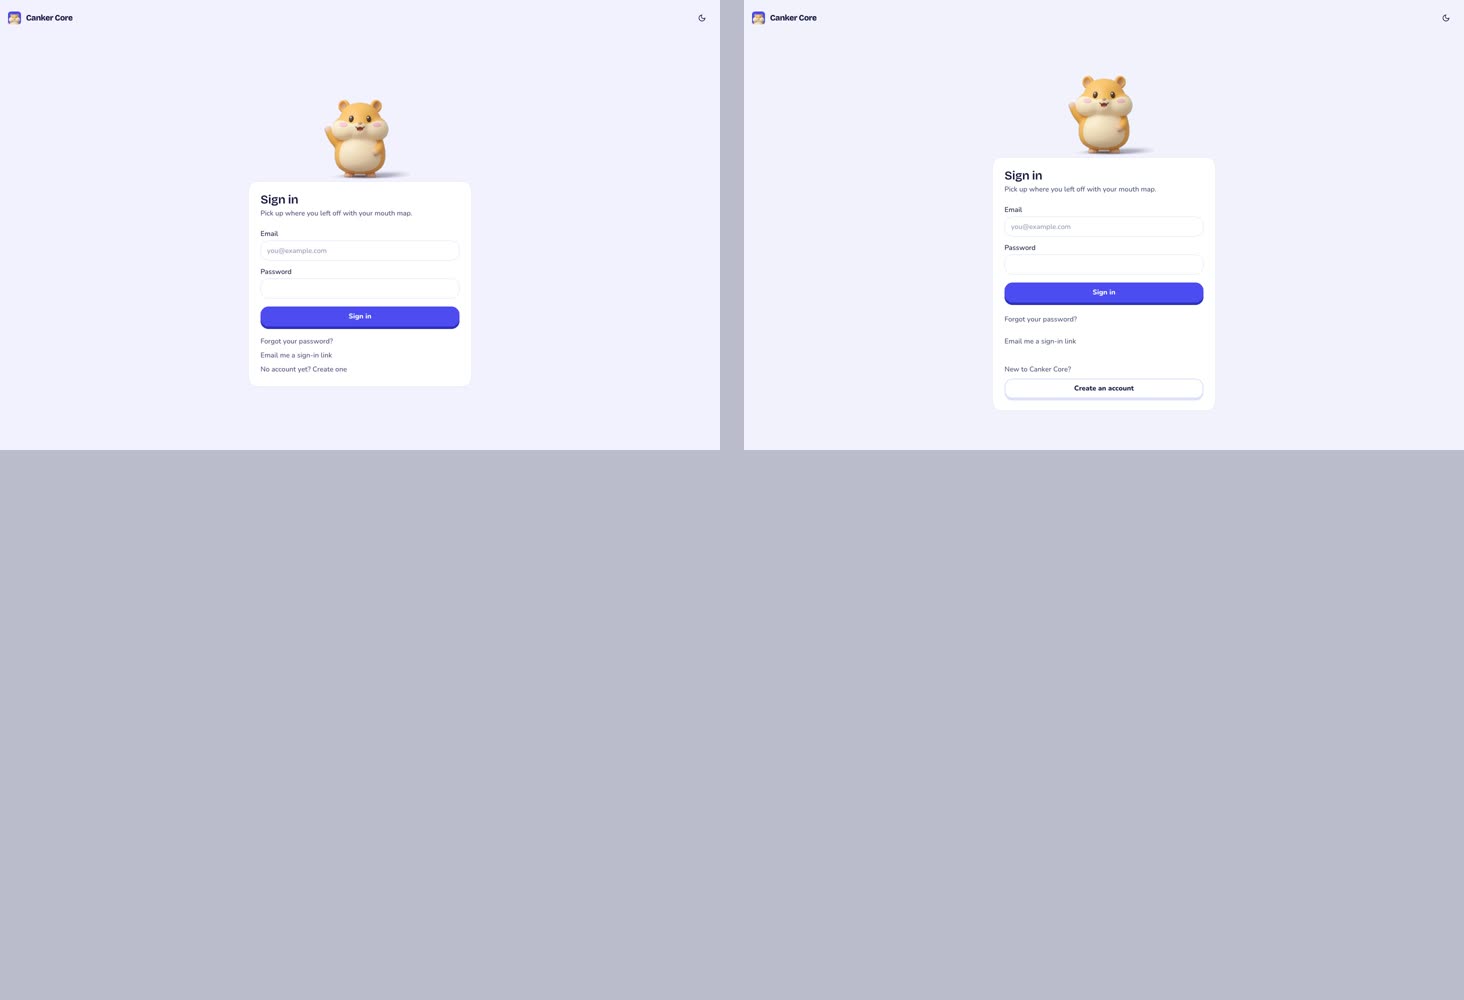 Canker Core
Sign in
Pick up where you left off with your mouth map.
Email
you@example.com
Password
Sign in
Forgot your password?
Email me a sign-in link
No account yet? Create one
Canker Core
Sign in
Pick up where you left off with your mouth map.
Email
you@example.com
Password
Sign in
Forgot your password?
Email me a sign-in link
New to Canker Core?
Create an account